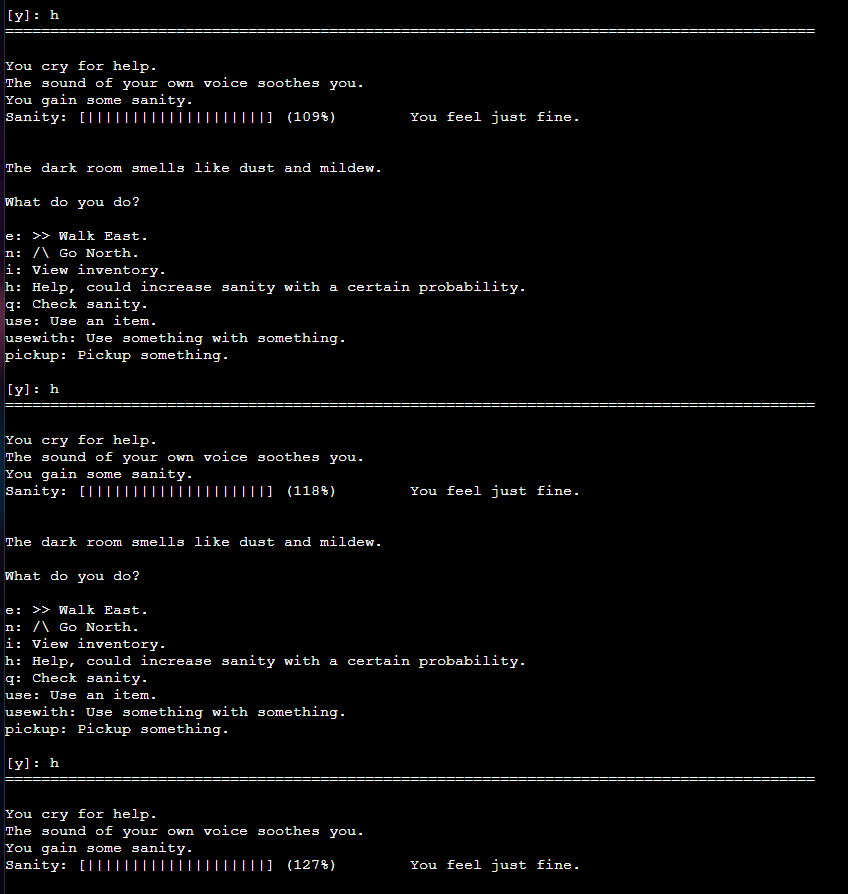 [y]: h
==========================================================================================
You cry for help.
The sound of your own voice soothes you.
You gain some sanity.
Sanity: [||||||||||||||||||||] (109%)        You feel just fine.
The dark room smells like dust and mildew.
What do you do?
e: >> Walk East.
n: /\ Go North.
i: View inventory.
h: Help, could increase sanity with a certain probability.
q: Check sanity.
use: Use an item.
usewith: Use something with something.
pickup: Pickup something.
[y]: h
==========================================================================================
You cry for help.
The sound of your own voice soothes you.
You gain some sanity.
Sanity: [||||||||||||||||||||] (118%)        You feel just fine.
The dark room smells like dust and mildew.
What do you do?
e: >> Walk East.
n: /\ Go North.
i: View inventory.
h: Help, could increase sanity with a certain probability.
q: Check sanity.
use: Use an item.
usewith: Use something with something.
pickup: Pickup something.
[y]: h
==========================================================================================
You cry for help.
The sound of your own voice soothes you.
You gain some sanity.
Sanity: [||||||||||||||||||||] (127%)        You feel just fine.